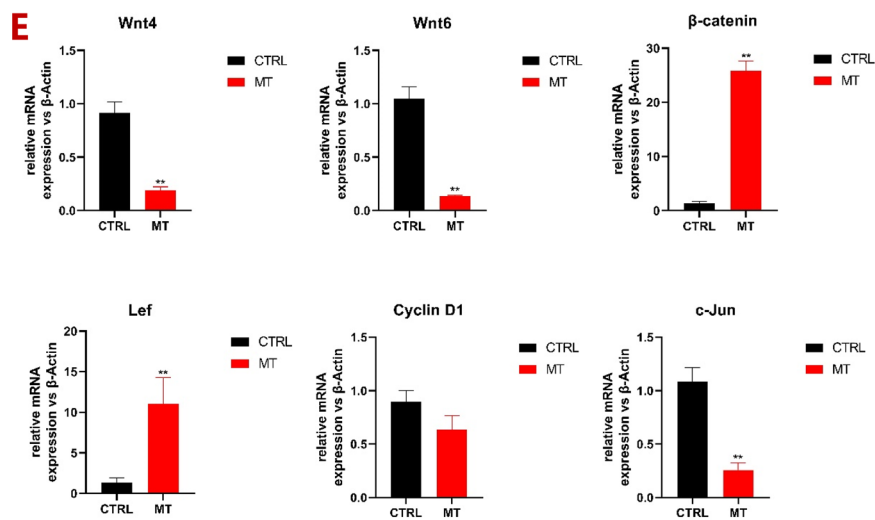 E
Wnt4
relative mRNA
expression vs β-Actin
1.5
1.0
0.5
0.0
**
CTRL
MT
CTRL
MT
Wnt6
relative mRNA
expression vs β-Actin
1.5
1.0
0.5
0.0
**
CTRL
MT
CTRL
MT
β-catenin
relative mRNA
expression vs β-Actin
30
20
10
0
**
CTRL
MT
CTRL
MT
Lef
relative mRNA
expression vs β-Actin
20
15
10
5
0
**
CTRL
MT
CTRL
MT
Cyclin D1
relative mRNA
expression vs β-Actin
1.5
1.0
0.5
0.0
CTRL
MT
CTRL
MT
c-Jun
relative mRNA
expression vs β-Actin
1.5
1.0
0.5
0.0
**
CTRL
MT
CTRL
MT